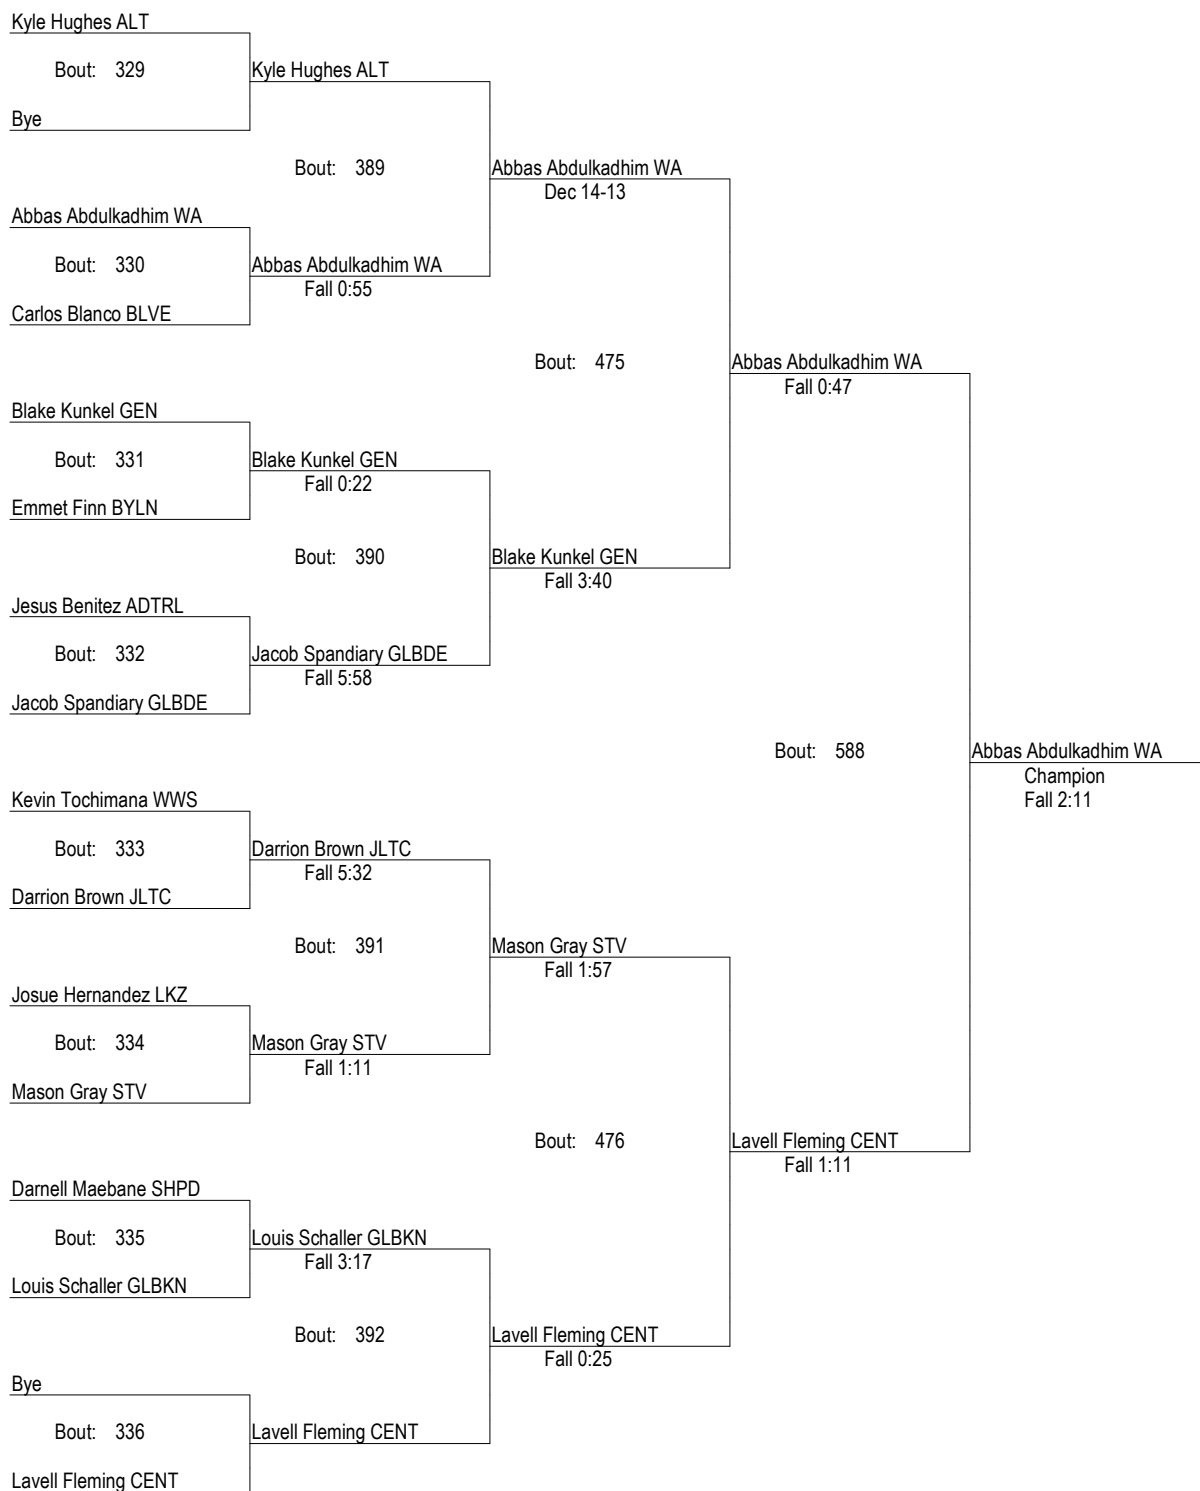 Kyle Hughes ALT
Bout: 329
Kyle Hughes ALT
Bye
Bout: 389
Abbas Abdulkadhim WA
Dec 14-13
Abbas Abdulkadhim WA
Bout: 330
Abbas Abdulkadhim WA
Fall 0:55
Carlos Blanco BLVE
Bout: 475
Abbas Abdulkadhim WA
Fall 0:47
Blake Kunkel GEN
Bout: 331
Blake Kunkel GEN
Fall 0:22
Emmet Finn BYLN
Bout: 390
Blake Kunkel GEN
Fall 3:40
Jesus Benitez ADTRL
Bout: 332
Jacob Spandiary GLBDE
Fall 5:58
Jacob Spandiary GLBDE
Bout: 588
Abbas Abdulkadhim WA
Champion
Fall 2:11
Kevin Tochimana WWS
Bout: 333
Darrion Brown JLTC
Fall 5:32
Darrion Brown JLTC
Bout: 391
Mason Gray STV
Fall 1:57
Josue Hernandez LKZ
Bout: 334
Mason Gray STV
Fall 1:11
Mason Gray STV
Bout: 476
Lavell Fleming CENT
Fall 1:11
Darnell Maebane SHPD
Bout: 335
Louis Schaller GLBKN
Fall 3:17
Louis Schaller GLBKN
Bout: 392
Lavell Fleming CENT
Fall 0:25
Bye
Bout: 336
Lavell Fleming CENT
Lavell Fleming CENT